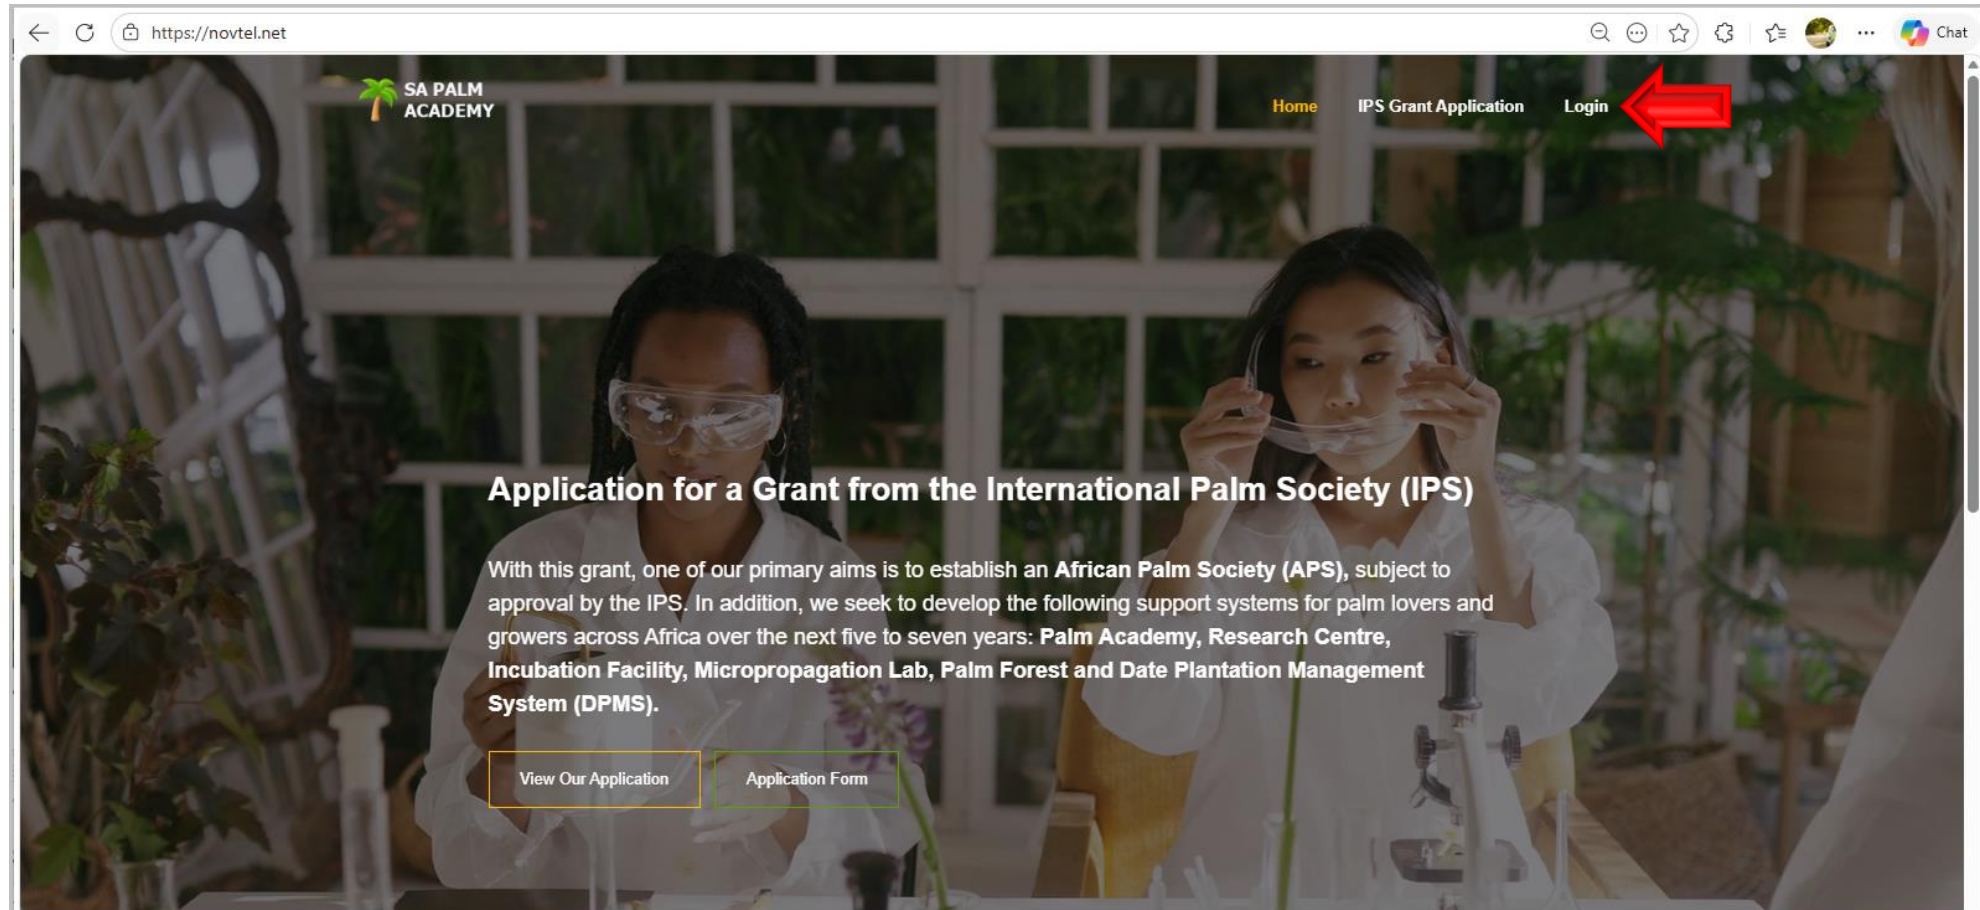 https://novtel.net
Chat
SA PALM
ACADEMY
Home IPS Grant Application Login
Application for a Grant from the International Palm Society (IPS)
With this grant, one of our primary aims is to establish an African Palm Society (APS), subject to
approval by the IPS. In addition, we seek to develop the following support systems for palm lovers and
growers across Africa over the next five to seven years: Palm Academy, Research Centre,
Incubation Facility, Micropropagation Lab, Palm Forest and Date Plantation Management
System (DPMS).
View Our Application Application Form